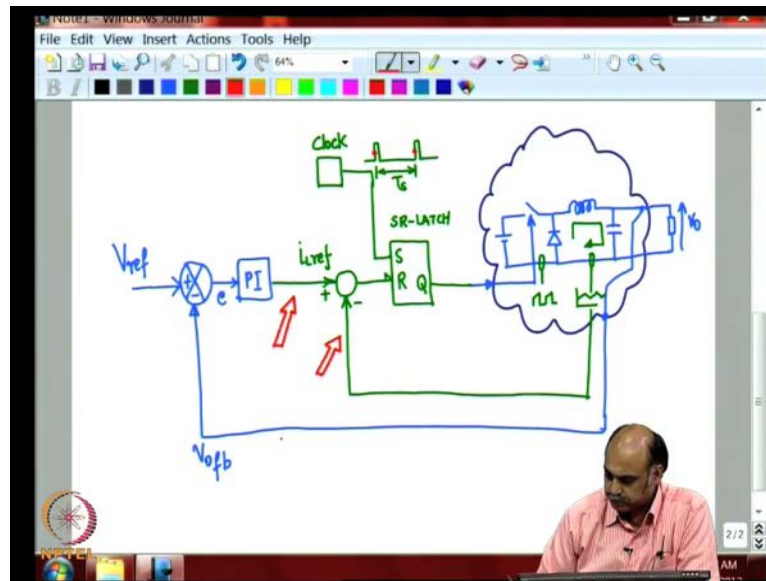 Note1 - Windows Journal
File Edit View Insert Actions Tools Help
64%
B I
Clock
Ts
SR-LATCH
Vref
+
-
e
PI
iLref
+
-
S
R Q
Vo
Vofb
2/2
NPTEL
AM